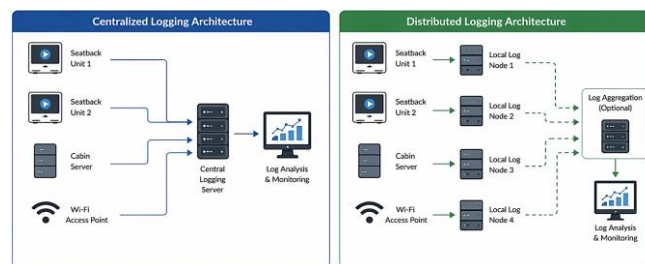 Centralized Logging Architecture
Seatback
Unit 1
Seatback
Unit 2
Cabin
Server
Wi-Fi
Access Point
Central
Logging
Server
Log Analysis
& Monitoring
Distributed Logging Architecture
Seatback
Unit 1
Local Log
Node 1
Seatback
Unit 2
Local Log
Node 2
Cabin
Server
Local Log
Node 3
Wi-Fi
Access Point
Local Log
Node 4
Log Aggregation
(Optional)
Log Analysis
& Monitoring